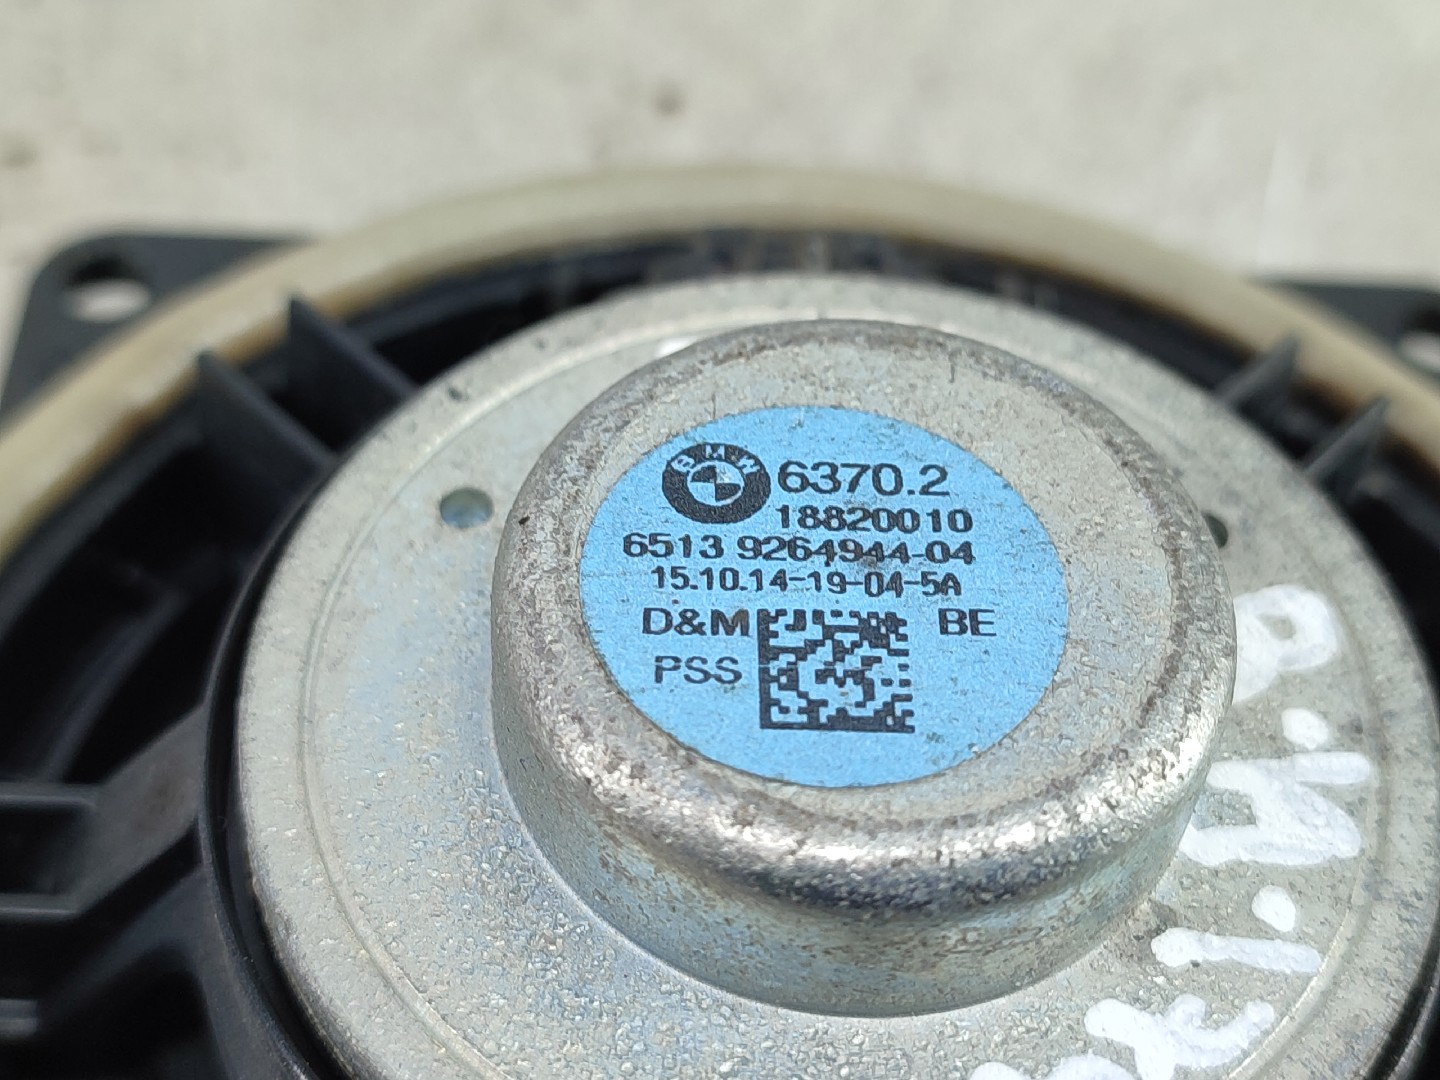 BMW 6370.2
18820010
6513 9264944-04
15.10.14-19-04-5A
D&M BE
PSS